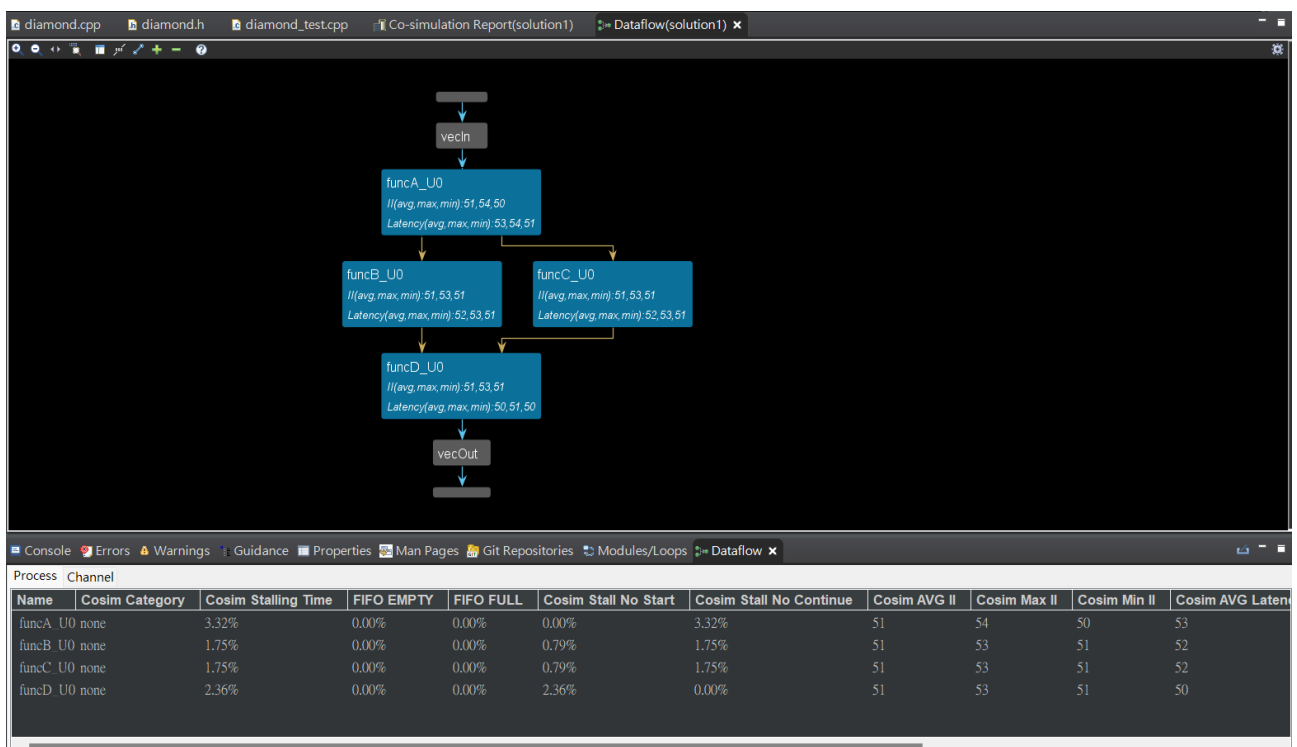 diamond.cpp diamond.h diamond_test.cpp Co-simulation Report(solution1) Dataflow(solution1)
vecIn
funcA_U0
II(avg,max,min):51,54,50
Latency(avg,max,min):53,54,51
funcB_U0 funcC_U0
II(avg,max,min):51,53,51 II(avg,max,min):51,53,51
Latency(avg,max,min):52,53,51 Latency(avg,max,min):52,53,51
funcD_U0
II(avg,max,min):51,53,51
Latency(avg,max,min):50,51,50
vecOut
Console Errors Warnings Guidance Properties Man Pages Git Repositories Modules/Loops Dataflow
Process Channel
Name Cosim Category Cosim Stalling Time FIFO EMPTY FIFO FULL Cosim Stall No Start Cosim Stall No Continue Cosim AVG II Cosim Max II Cosim Min II Cosim AVG Laten
funcA_U0 none 3.32% 0.00% 0.00% 0.00% 3.32% 51 54 50 53
funcB_U0 none 1.75% 0.00% 0.00% 0.79% 1.75% 51 53 51 52
funcC_U0 none 1.75% 0.00% 0.00% 0.79% 1.75% 51 53 51 52
funcD_U0 none 2.36% 0.00% 0.00% 2.36% 0.00% 51 53 51 50